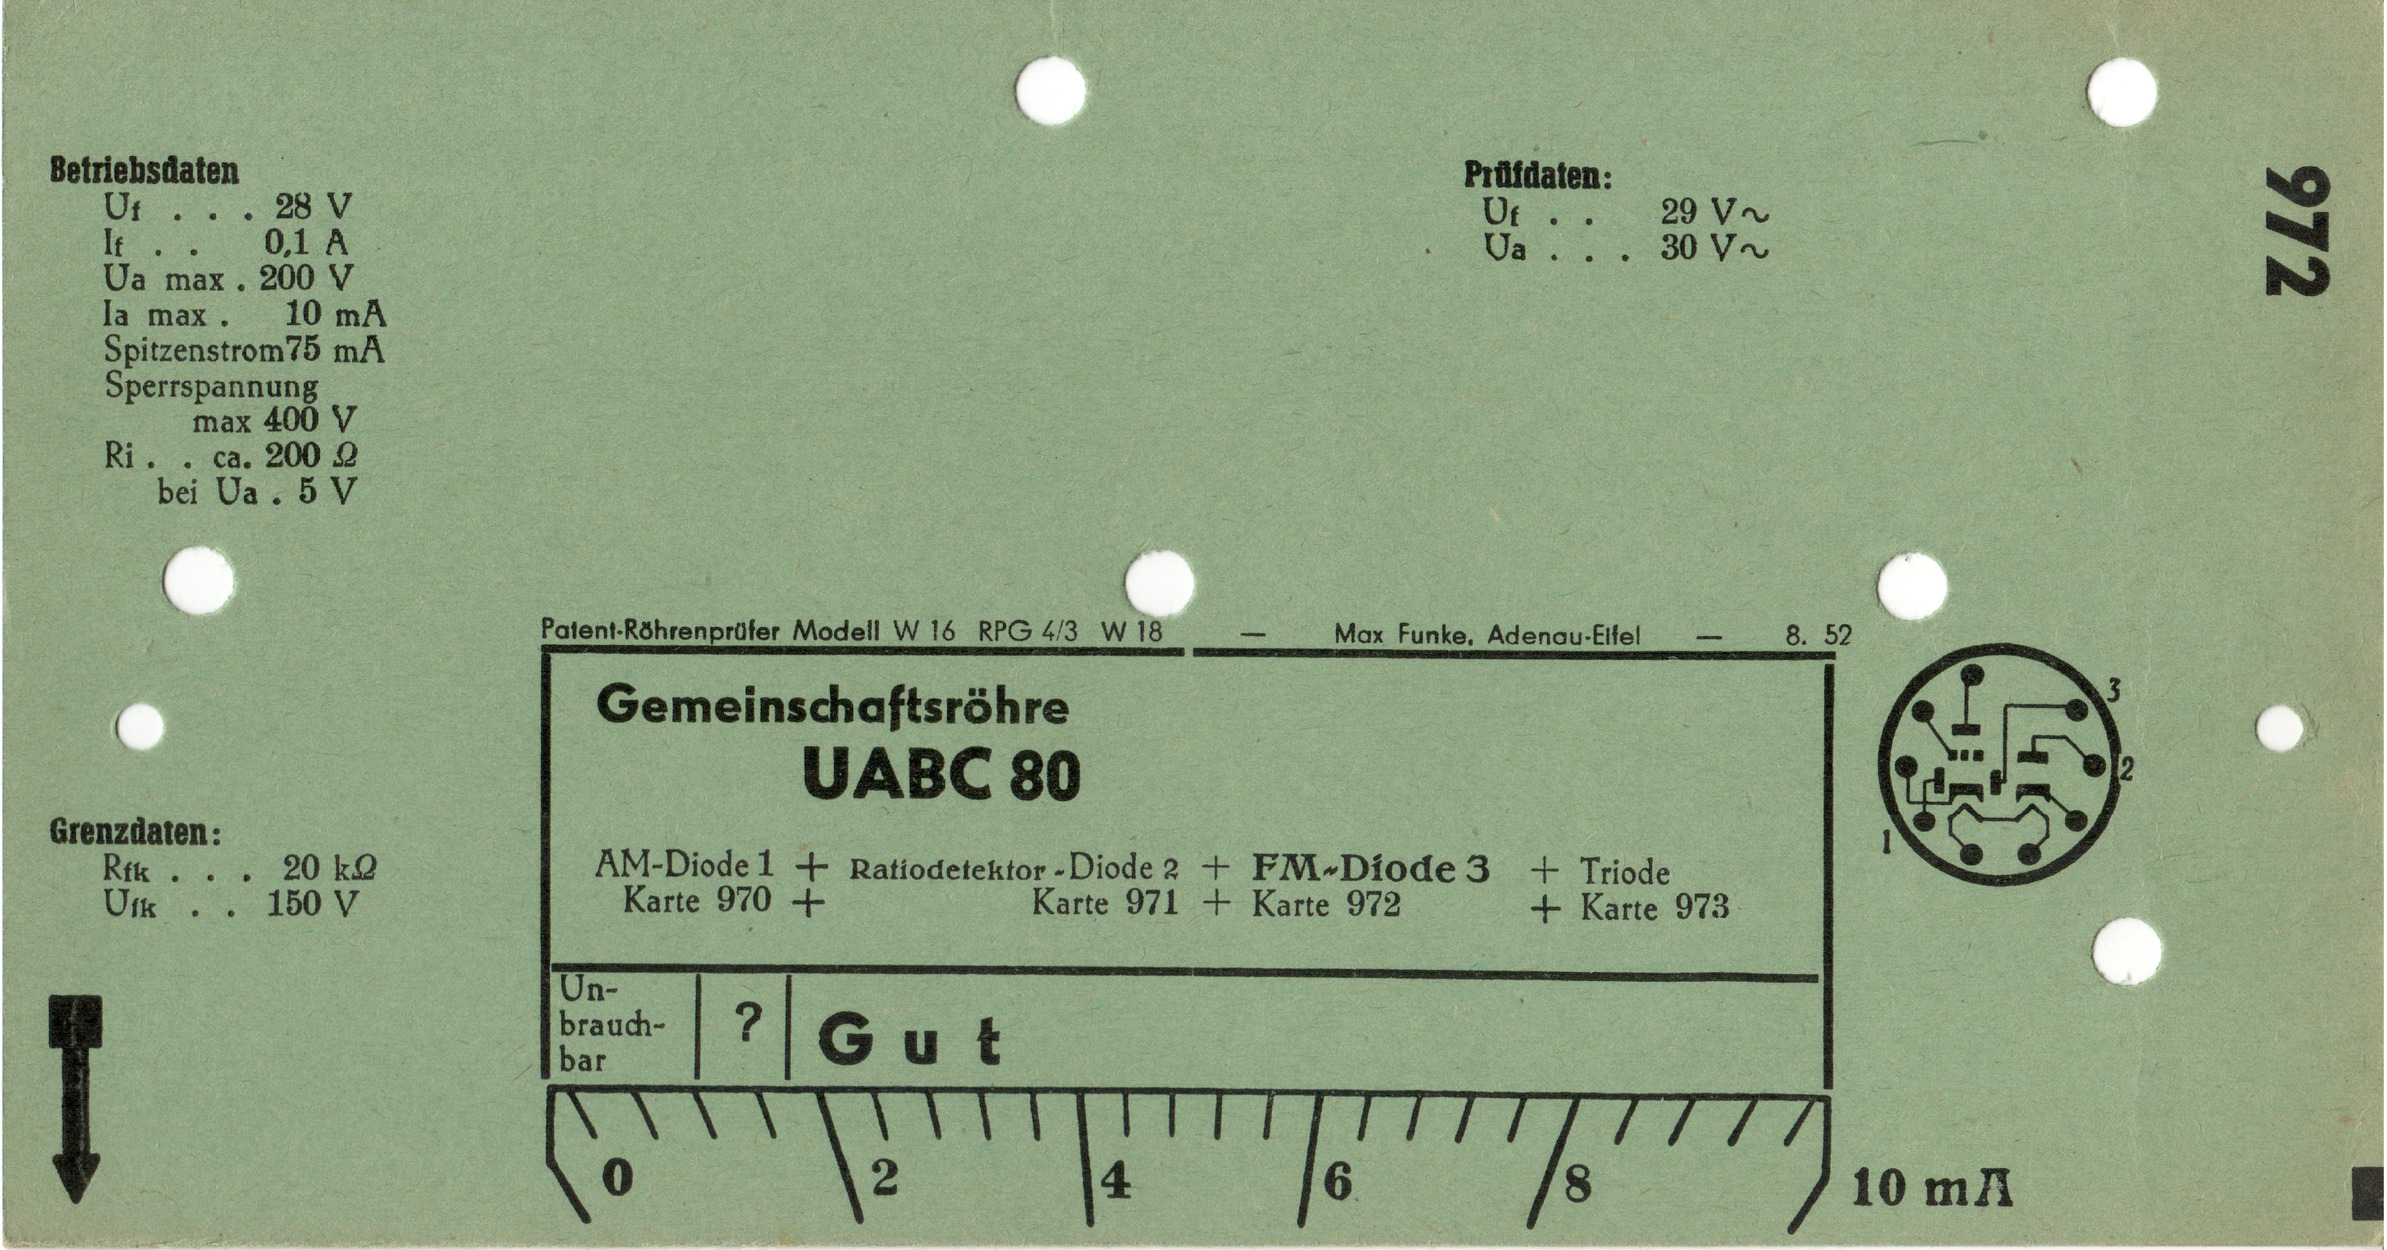 Betriebsdaten
Uf . . . 28 V
If . . 0,1 A
Ua max . 200 V
Ia max . 10 mA
Spitzenstrom 75 mA
Sperrspannung
max 400 V
Ri . . ca. 200 Ω
bei Ua . 5 V
Prüfdaten:
Uf . . 29 V~
Ua . . . 30 V~
972
Grenzdaten:
Rfk . . . 20 kΩ
Ufk . . 150 V
Patent-Röhrenprüfer Modell W 16 RPG 4/3 W 18 — Max Funke, Adenau-Eifel — 8. 52
Gemeinschaftsröhre
UABC 80
AM-Diode 1 + Ratiodetektor-Diode 2 + FM-Diode 3 + Triode
Karte 970 + Karte 971 + Karte 972 + Karte 973
3
2
1
Un-
brauch-
bar
?
Gut
0 2 4 6 8 10 mA